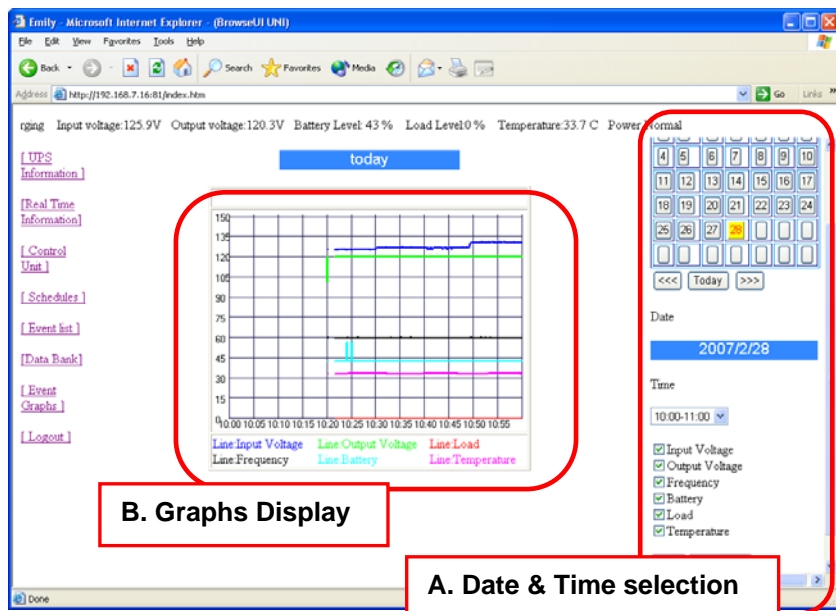 Emily - Microsoft Internet Explorer - (BrowseUI UNI)
File Edit View Favorites Tools Help
Back Search Favorites Media
Address http://192.168.7.16:81/index.htm Go Links »
rging Input voltage:125.9V Output voltage:120.3V Battery Level: 43 % Load Level:0 % Temperature:33.7 C Power Normal
[ UPS
Information ]
[Real Time
Information]
[ Control
Unit ]
[ Schedules ]
[ Event list ]
[Data Bank]
[ Event
Graphs ]
[ Logout ]
today
150
135
120
105
90
75
60
45
30
15
0
10:00 10:05 10:10 10:15 10:20 10:25 10:30 10:35 10:40 10:45 10:50 10:55
Line:Input Voltage Line:Output Voltage Line:Load
Line:Frequency Line:Battery Line:Temperature
B. Graphs Display
4 5 6 7 8 9 10
11 12 13 14 15 16 17
18 19 20 21 22 23 24
25 26 27 28
<<< Today >>>
Date
2007/2/28
Time
10:00-11:00
Input Voltage
Output Voltage
Frequency
Battery
Load
Temperature
A. Date & Time selection
Done